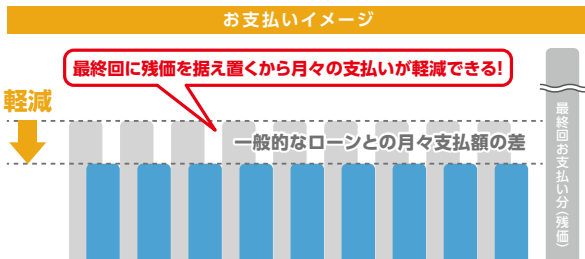 お支払いイメージ
最終回に残価を据え置くから月々の支払いが軽減できる!
軽減
一般的なローンとの月々支払額の差
最終回お支払い分(残価)